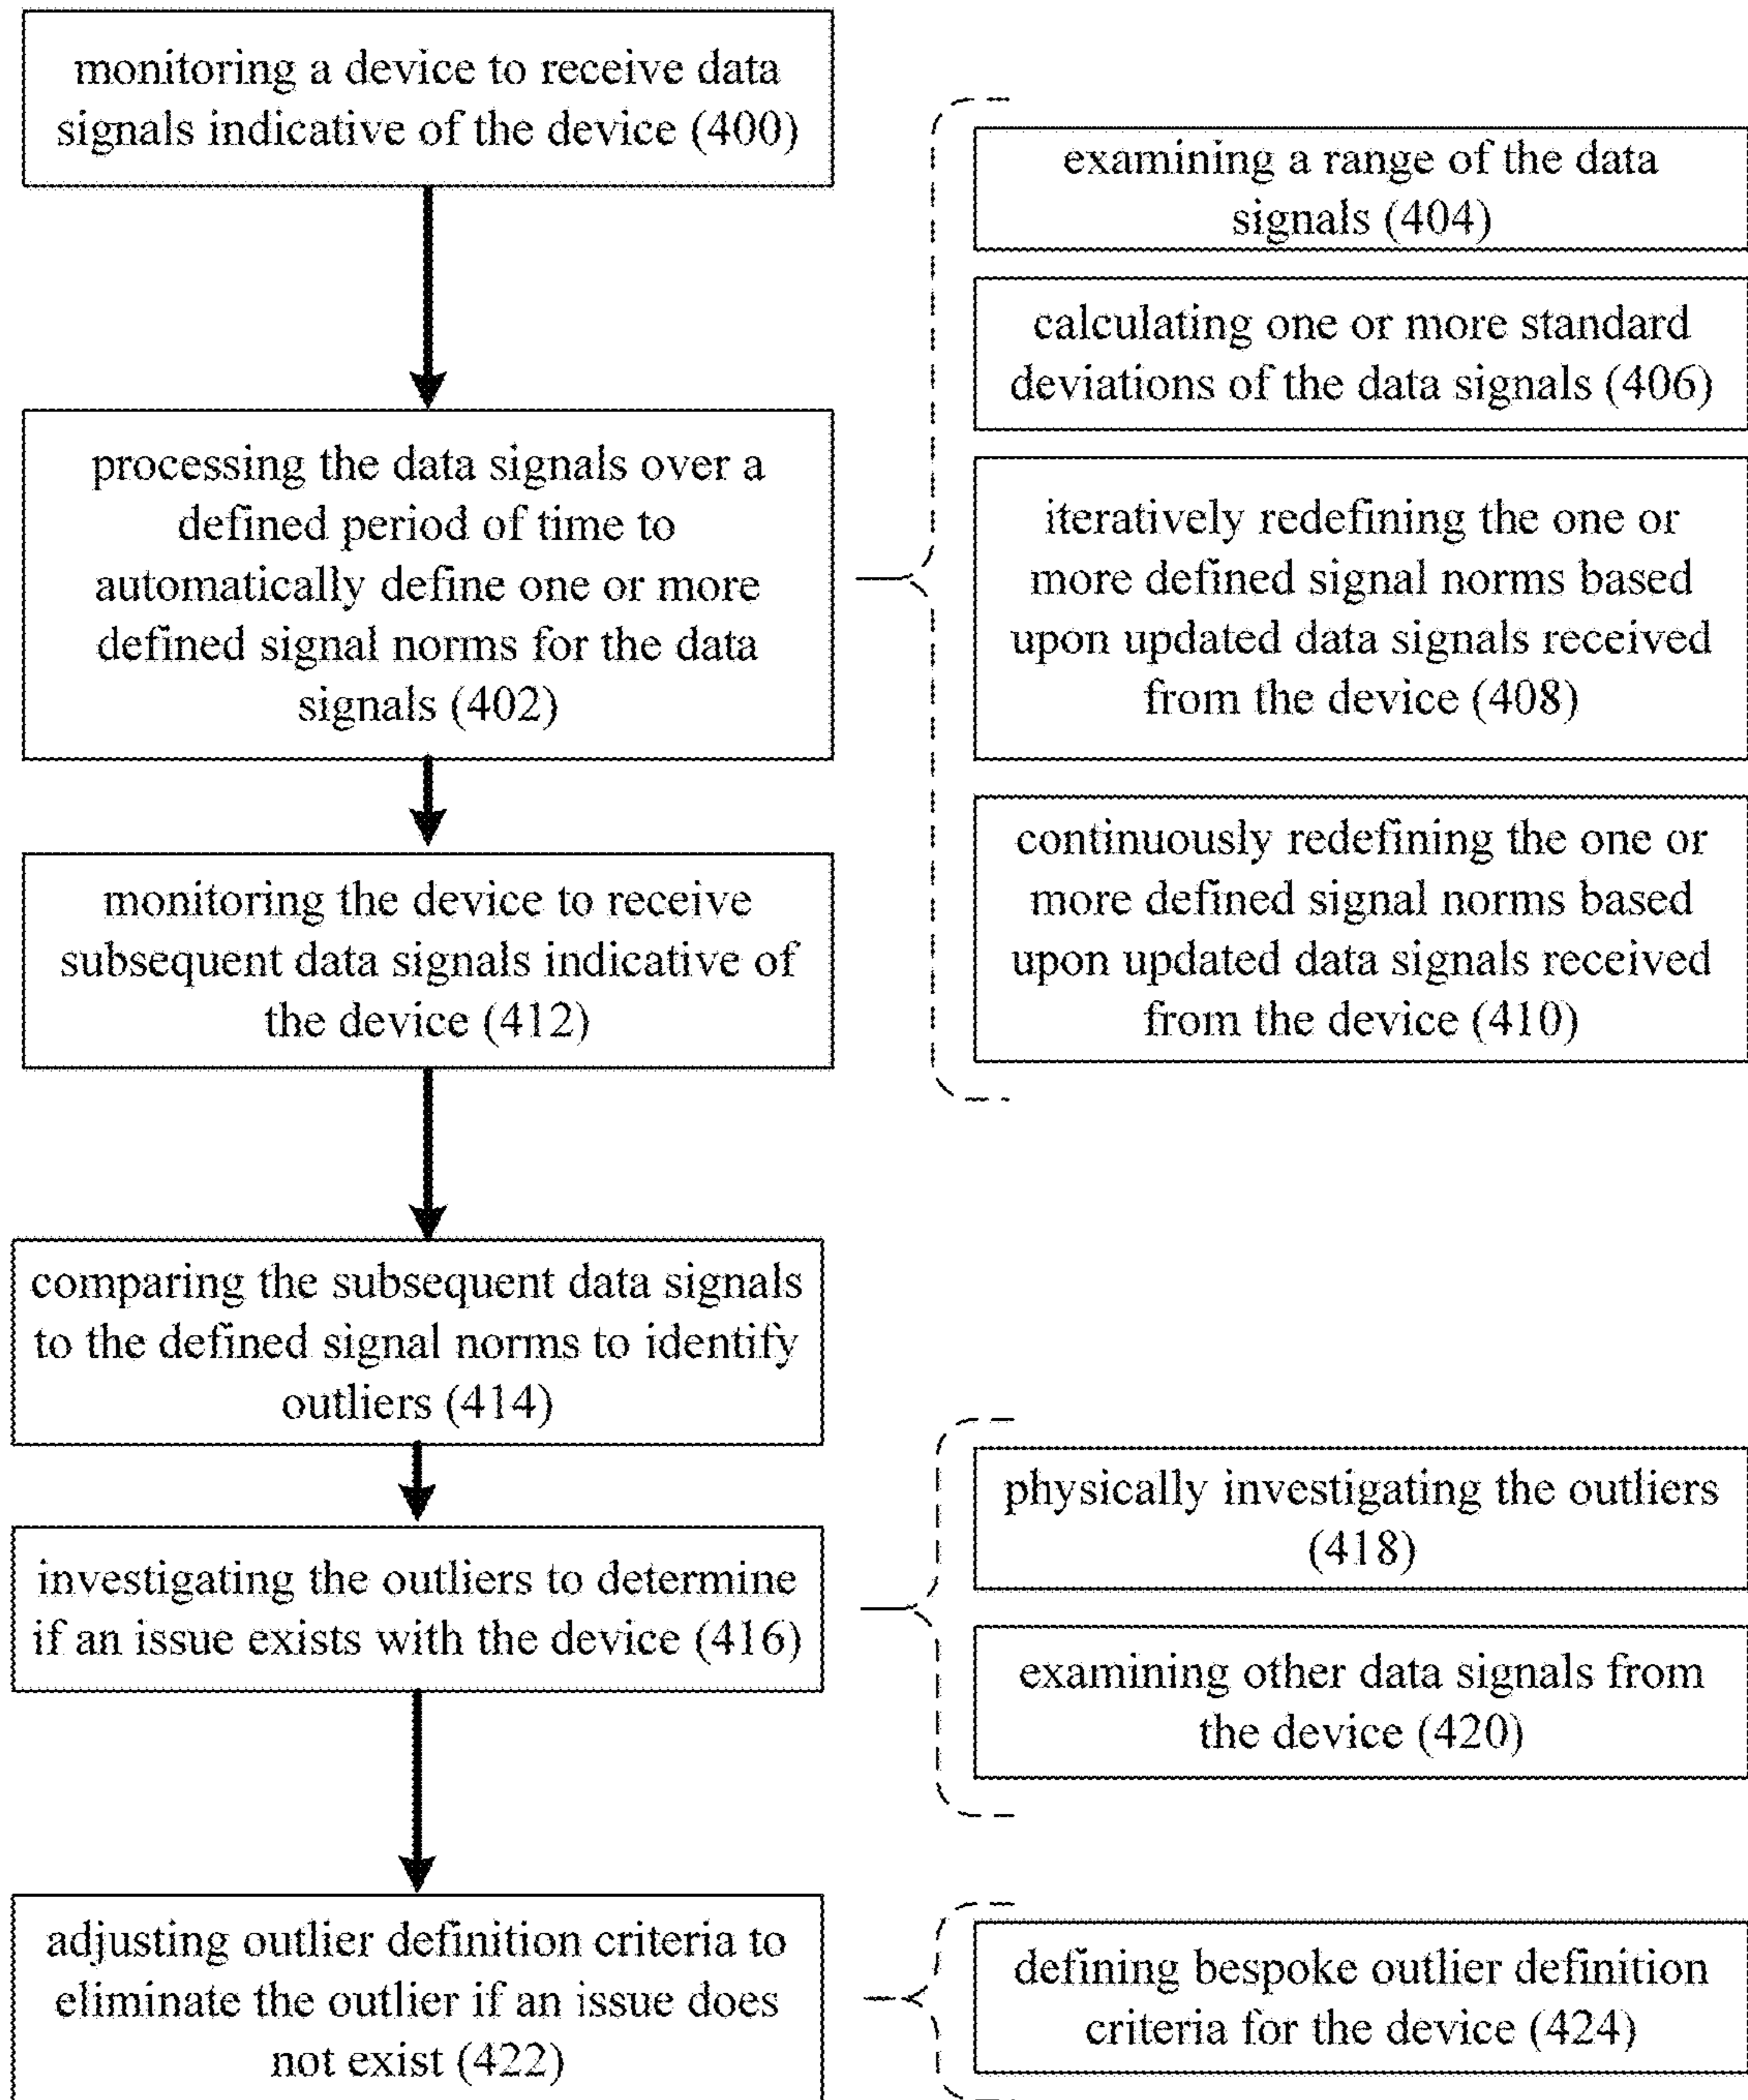 monitoring a device to receive data
signals indicative of the device (400)
processing the data signals over a
defined period of time to
automatically define one or more
defined signal norms for the data
signals (402)
examining a range of the data
signals (404)
calculating one or more standard
deviations of the data signals (406)
iteratively redefining the one or
more defined signal norms based
upon updated data signals received
from the device (408)
continuously redefining the one or
more defined signal norms based
upon updated data signals received
from the device (410)
monitoring the device to receive
subsequent data signals indicative of
the device (412)
comparing the subsequent data signals
to the defined signal norms to identify
outliers (414)
investigating the outliers to determine
if an issue exists with the device (416)
physically investigating the outliers
(418)
examining other data signals from
the device (420)
adjusting outlier definition criteria to
eliminate the outlier if an issue does
not exist (422)
defining bespoke outlier definition
criteria for the device (424)